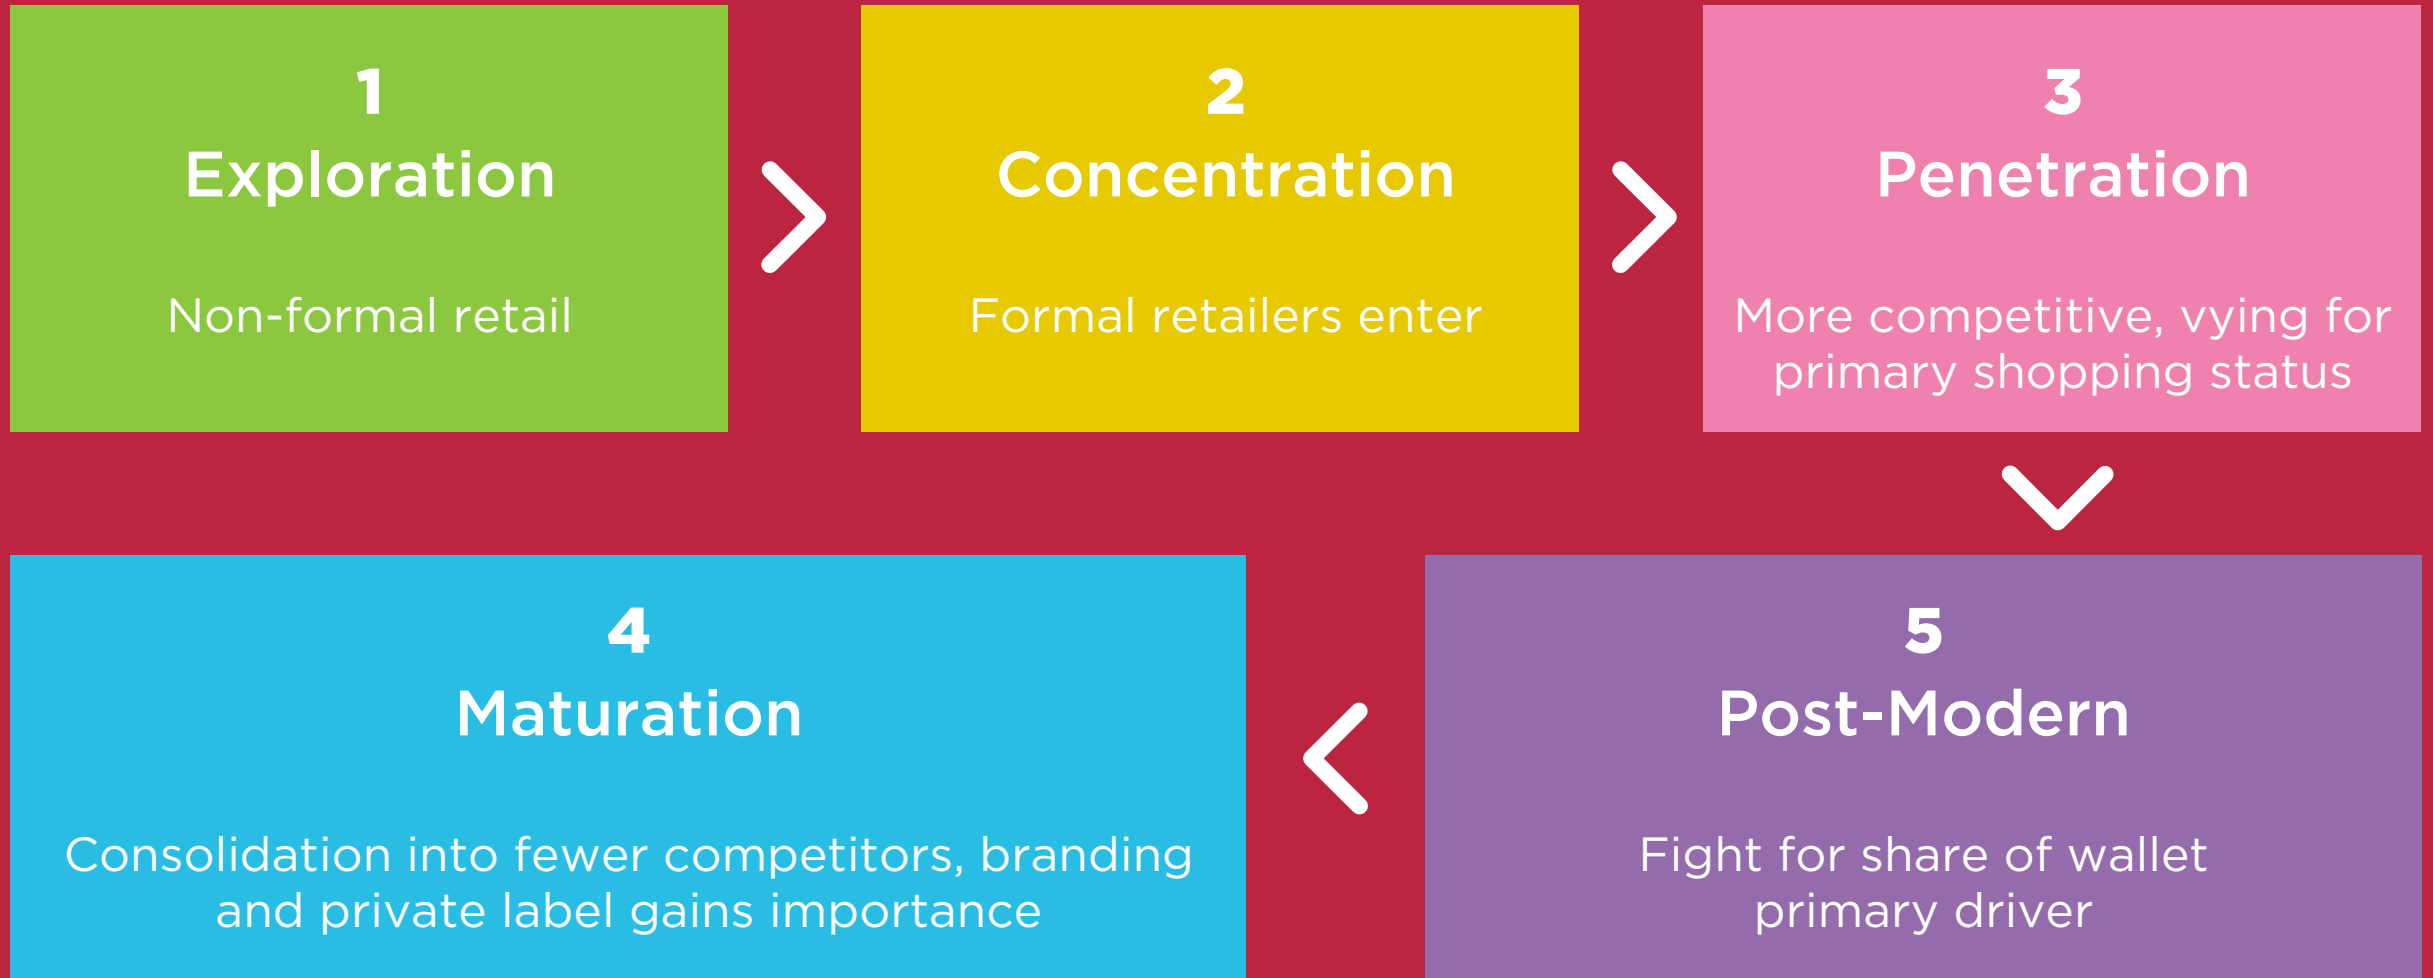 1
Exploration
Non-formal retail
2
Concentration
Formal retailers enter
3
Penetration
More competitive, vying for
primary shopping status
4
Maturation
Consolidation into fewer competitors, branding
and private label gains importance
5
Post-Modern
Fight for share of wallet
primary driver